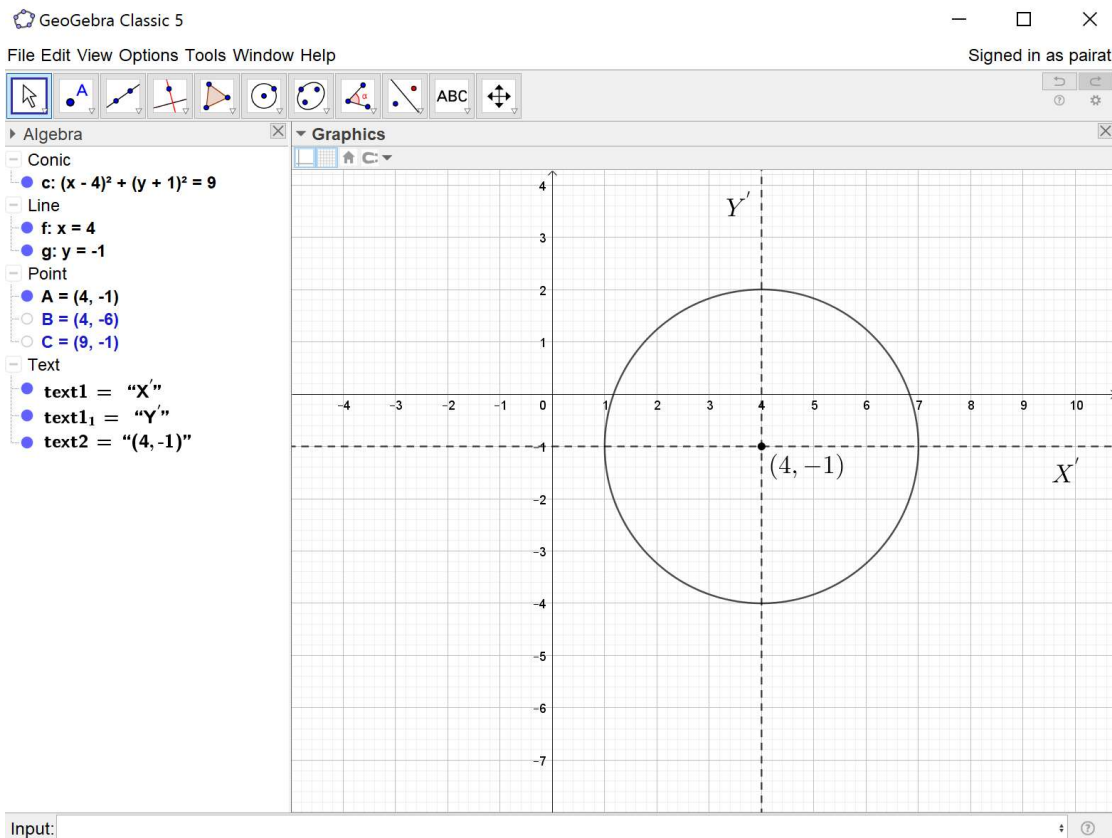 GeoGebra Classic 5
File Edit View Options Tools Window Help
Signed in as pairat
A
α
ABC
Algebra
Graphics
Conic
c: (x - 4)² + (y + 1)² = 9
Line
f: x = 4
g: y = -1
Point
A = (4, -1)
B = (4, -6)
C = (9, -1)
Text
text1 = “X′”
text1₁ = “Y′”
text2 = “(4,-1)”
4
Y′
3
2
1
-4 -3 -2 -1 0 1 2 3 4 5 6 7 8 9 10
-1
(4, −1)
X′
-2
-3
-4
-5
-6
-7
Input: